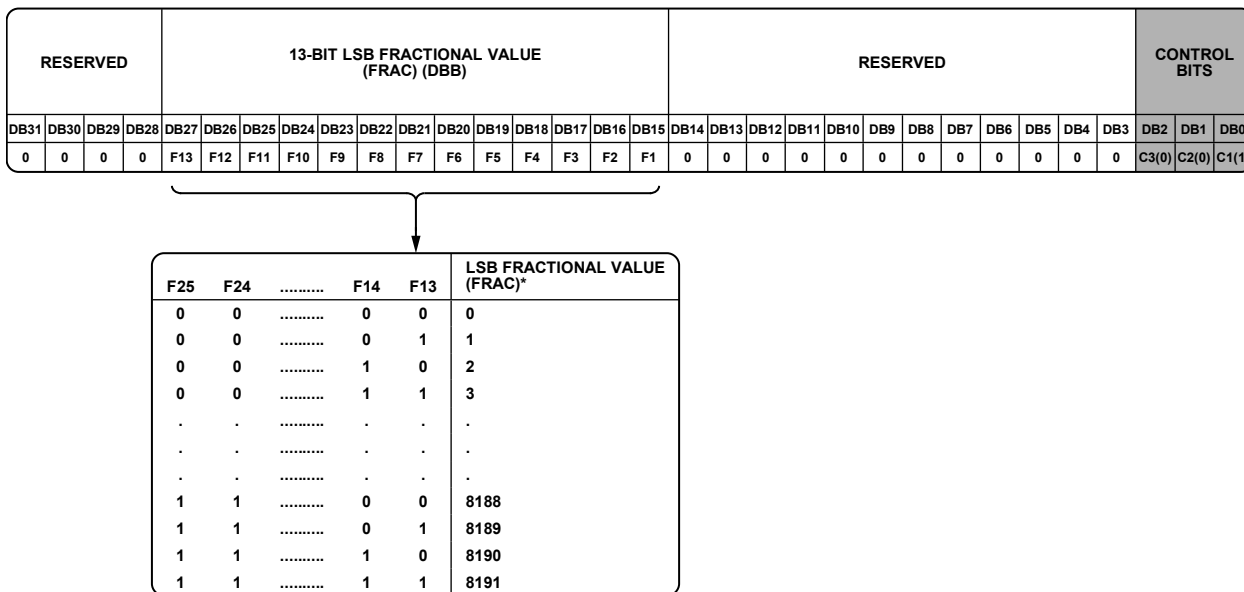 RESERVED
13-BIT LSB FRACTIONAL VALUE
(FRAC) (DBB)
RESERVED
CONTROL
BITS
DB31 DB30 DB29 DB28 DB27 DB26 DB25 DB24 DB23 DB22 DB21 DB20 DB19 DB18 DB17 DB16 DB15 DB14 DB13 DB12 DB11 DB10 DB9 DB8 DB7 DB6 DB5 DB4 DB3 DB2 DB1 DB0
0 0 0 0 F13 F12 F11 F10 F9 F8 F7 F6 F5 F4 F3 F2 F1 0 0 0 0 0 0 0 0 0 0 0 0 C3(0) C2(0) C1(1
F25 F24 .......... F14 F13 LSB FRACTIONAL VALUE
(FRAC)*
0 0 .......... 0 0 0
0 0 .......... 0 1 1
0 0 .......... 1 0 2
0 0 .......... 1 1 3
. . .......... . . .
. . .......... . . .
. . .......... . . .
1 1 .......... 0 0 8188
1 1 .......... 0 1 8189
1 1 .......... 1 0 8190
1 1 .......... 1 1 8191